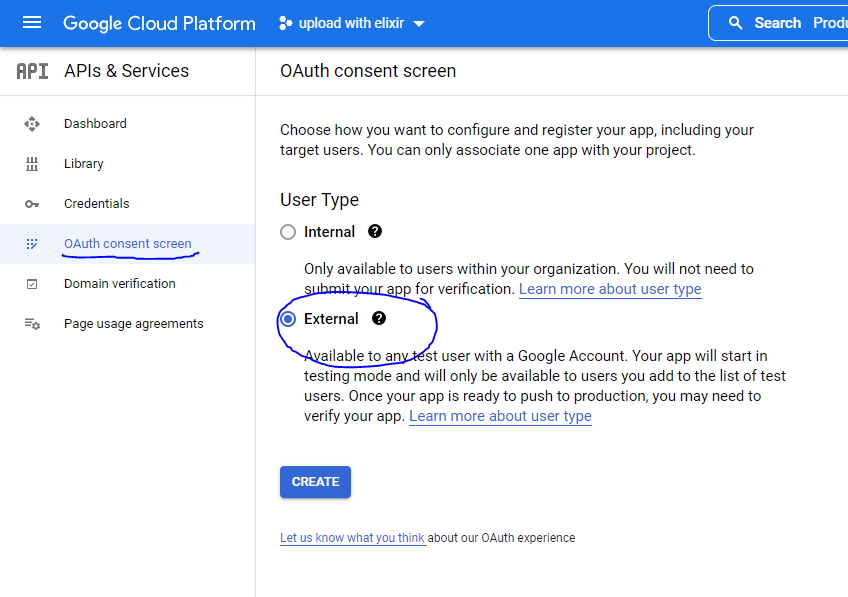 Google Cloud Platform
upload with elixir
Search Produ
API APIs & Services
OAuth consent screen
Dashboard
Library
Credentials
OAuth consent screen
Domain verification
Page usage agreements
Choose how you want to configure and register your app, including your
target users. You can only associate one app with your project.
User Type
Internal ?
Only available to users within your organization. You will not need to
submit your app for verification. Learn more about user type
External ?
Available to any test user with a Google Account. Your app will start in
testing mode and will only be available to users you add to the list of test
users. Once your app is ready to push to production, you may need to
verify your app. Learn more about user type
CREATE
Let us know what you think about our OAuth experience